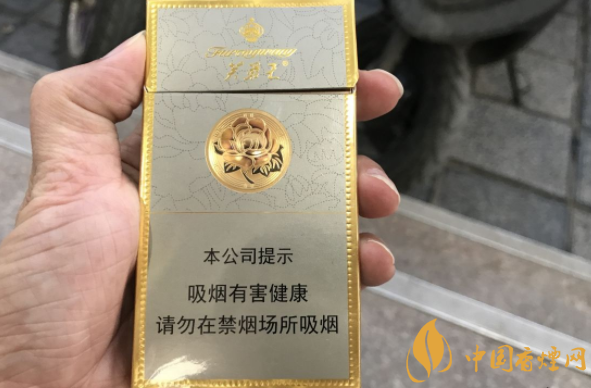 芙蓉王
本公司提示
吸烟有害健康
请勿在禁烟场所吸烟
中国香烟网